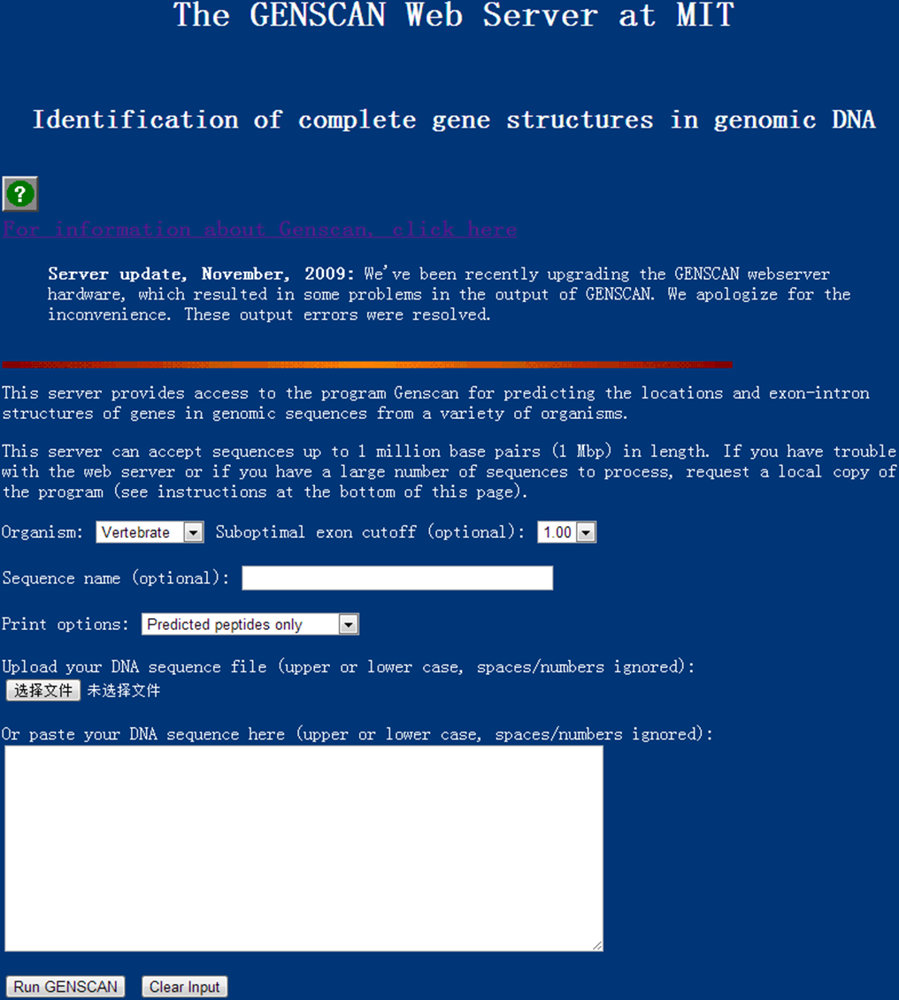 The GENSCAN Web Server at MIT
Identification of complete gene structures in genomic DNA
?
For information about Genscan, click here
Server update, November, 2009: We've been recently upgrading the GENSCAN webserver
hardware, which resulted in some problems in the output of GENSCAN. We apologize for the
inconvenience. These output errors were resolved.
This server provides access to the program Genscan for predicting the locations and exon-intron
structures of genes in genomic sequences from a variety of organisms.
This server can accept sequences up to 1 million base pairs (1 Mbp) in length. If you have trouble
with the web server or if you have a large number of sequences to process, request a local copy of
the program (see instructions at the bottom of this page).
Organism: Vertebrate Suboptimal exon cutoff (optional): 1.00
Sequence name (optional):
Print options: Predicted peptides only
Upload your DNA sequence file (upper or lower case, spaces/numbers ignored):
选择文件 未选择文件
Or paste your DNA sequence here (upper or lower case, spaces/numbers ignored):
Run GENSCAN Clear Input